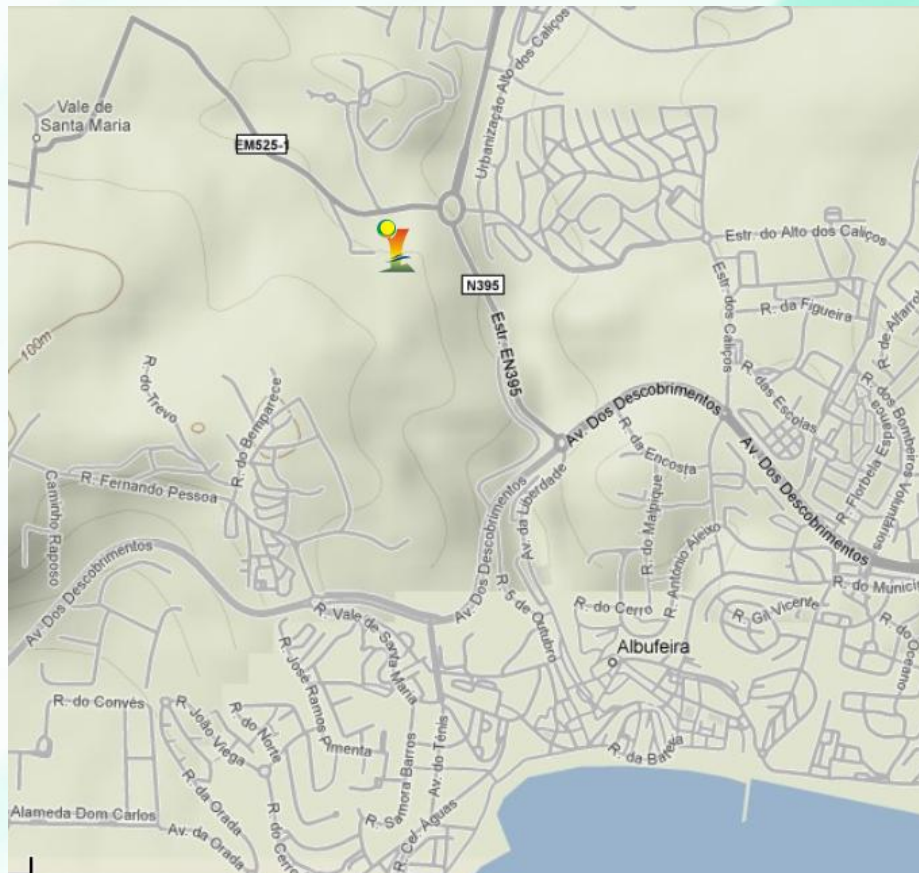 Urbanização Alto dos Caliços
Vale de
Santa Maria
EM525-1
Estr. do Alto dos Caliços
N395
Estr. EN395
Estr. dos Caliços
R. da Figueira
R. de Alfarro
R. do Trevo
R. do Bemparece
R. das Escolas
R. dos Bombeiros Voluntários
R. Florbela Espanca
100m
Av. Dos Descobrimentos
Av. Dos Descobrimentos
R. da Encosta
R. Fernando Pessoa
Caminho Raposo
Av. Dos Descobrimentos
Av. da Liberdade
R. do Malpique
R. António Aleixo
Av. Dos Descobrimentos
Av. Dos Descobrimentos
R. 5 de Outubro
R. do Municíp
R. Vale de Santa Maria
R. do Cerro
R. Gil Vicente
R. do Oceano
Albufeira
R. José Ramos Pimenta
R. do Convés
R. João Viega
R. do Norte
R. da Orada
R. Samora Barros
Av. do Ténis
R. da Bateia
Alameda Dom Carlos
Av. da Orada
R. do Cerro
R. Cel. Águas